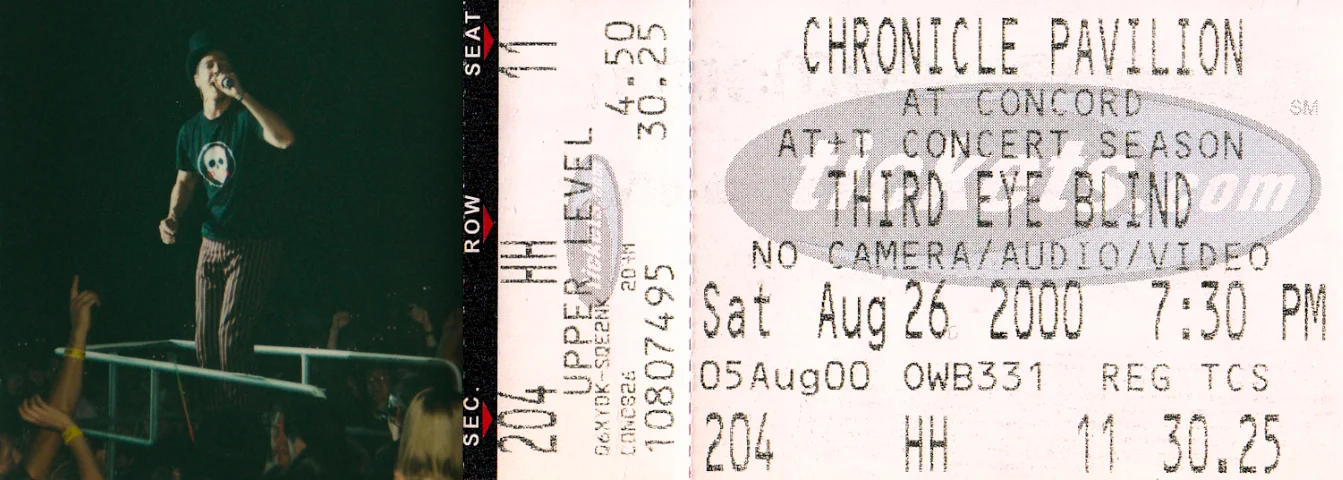 SEC. ROW SEAT
204 HH 11
UPPER LEVEL
4.50
30.25
10807495
CHRONICLE PAVILION
AT CONCORD
AT+T CONCERT SEASON
tickets.com
SM
THIRD EYE BLIND
NO CAMERA/AUDIO/VIDEO
Sat Aug 26 2000 7:30 PM
05Aug00 OWB331 REG TCS
204 HH 11 30.25